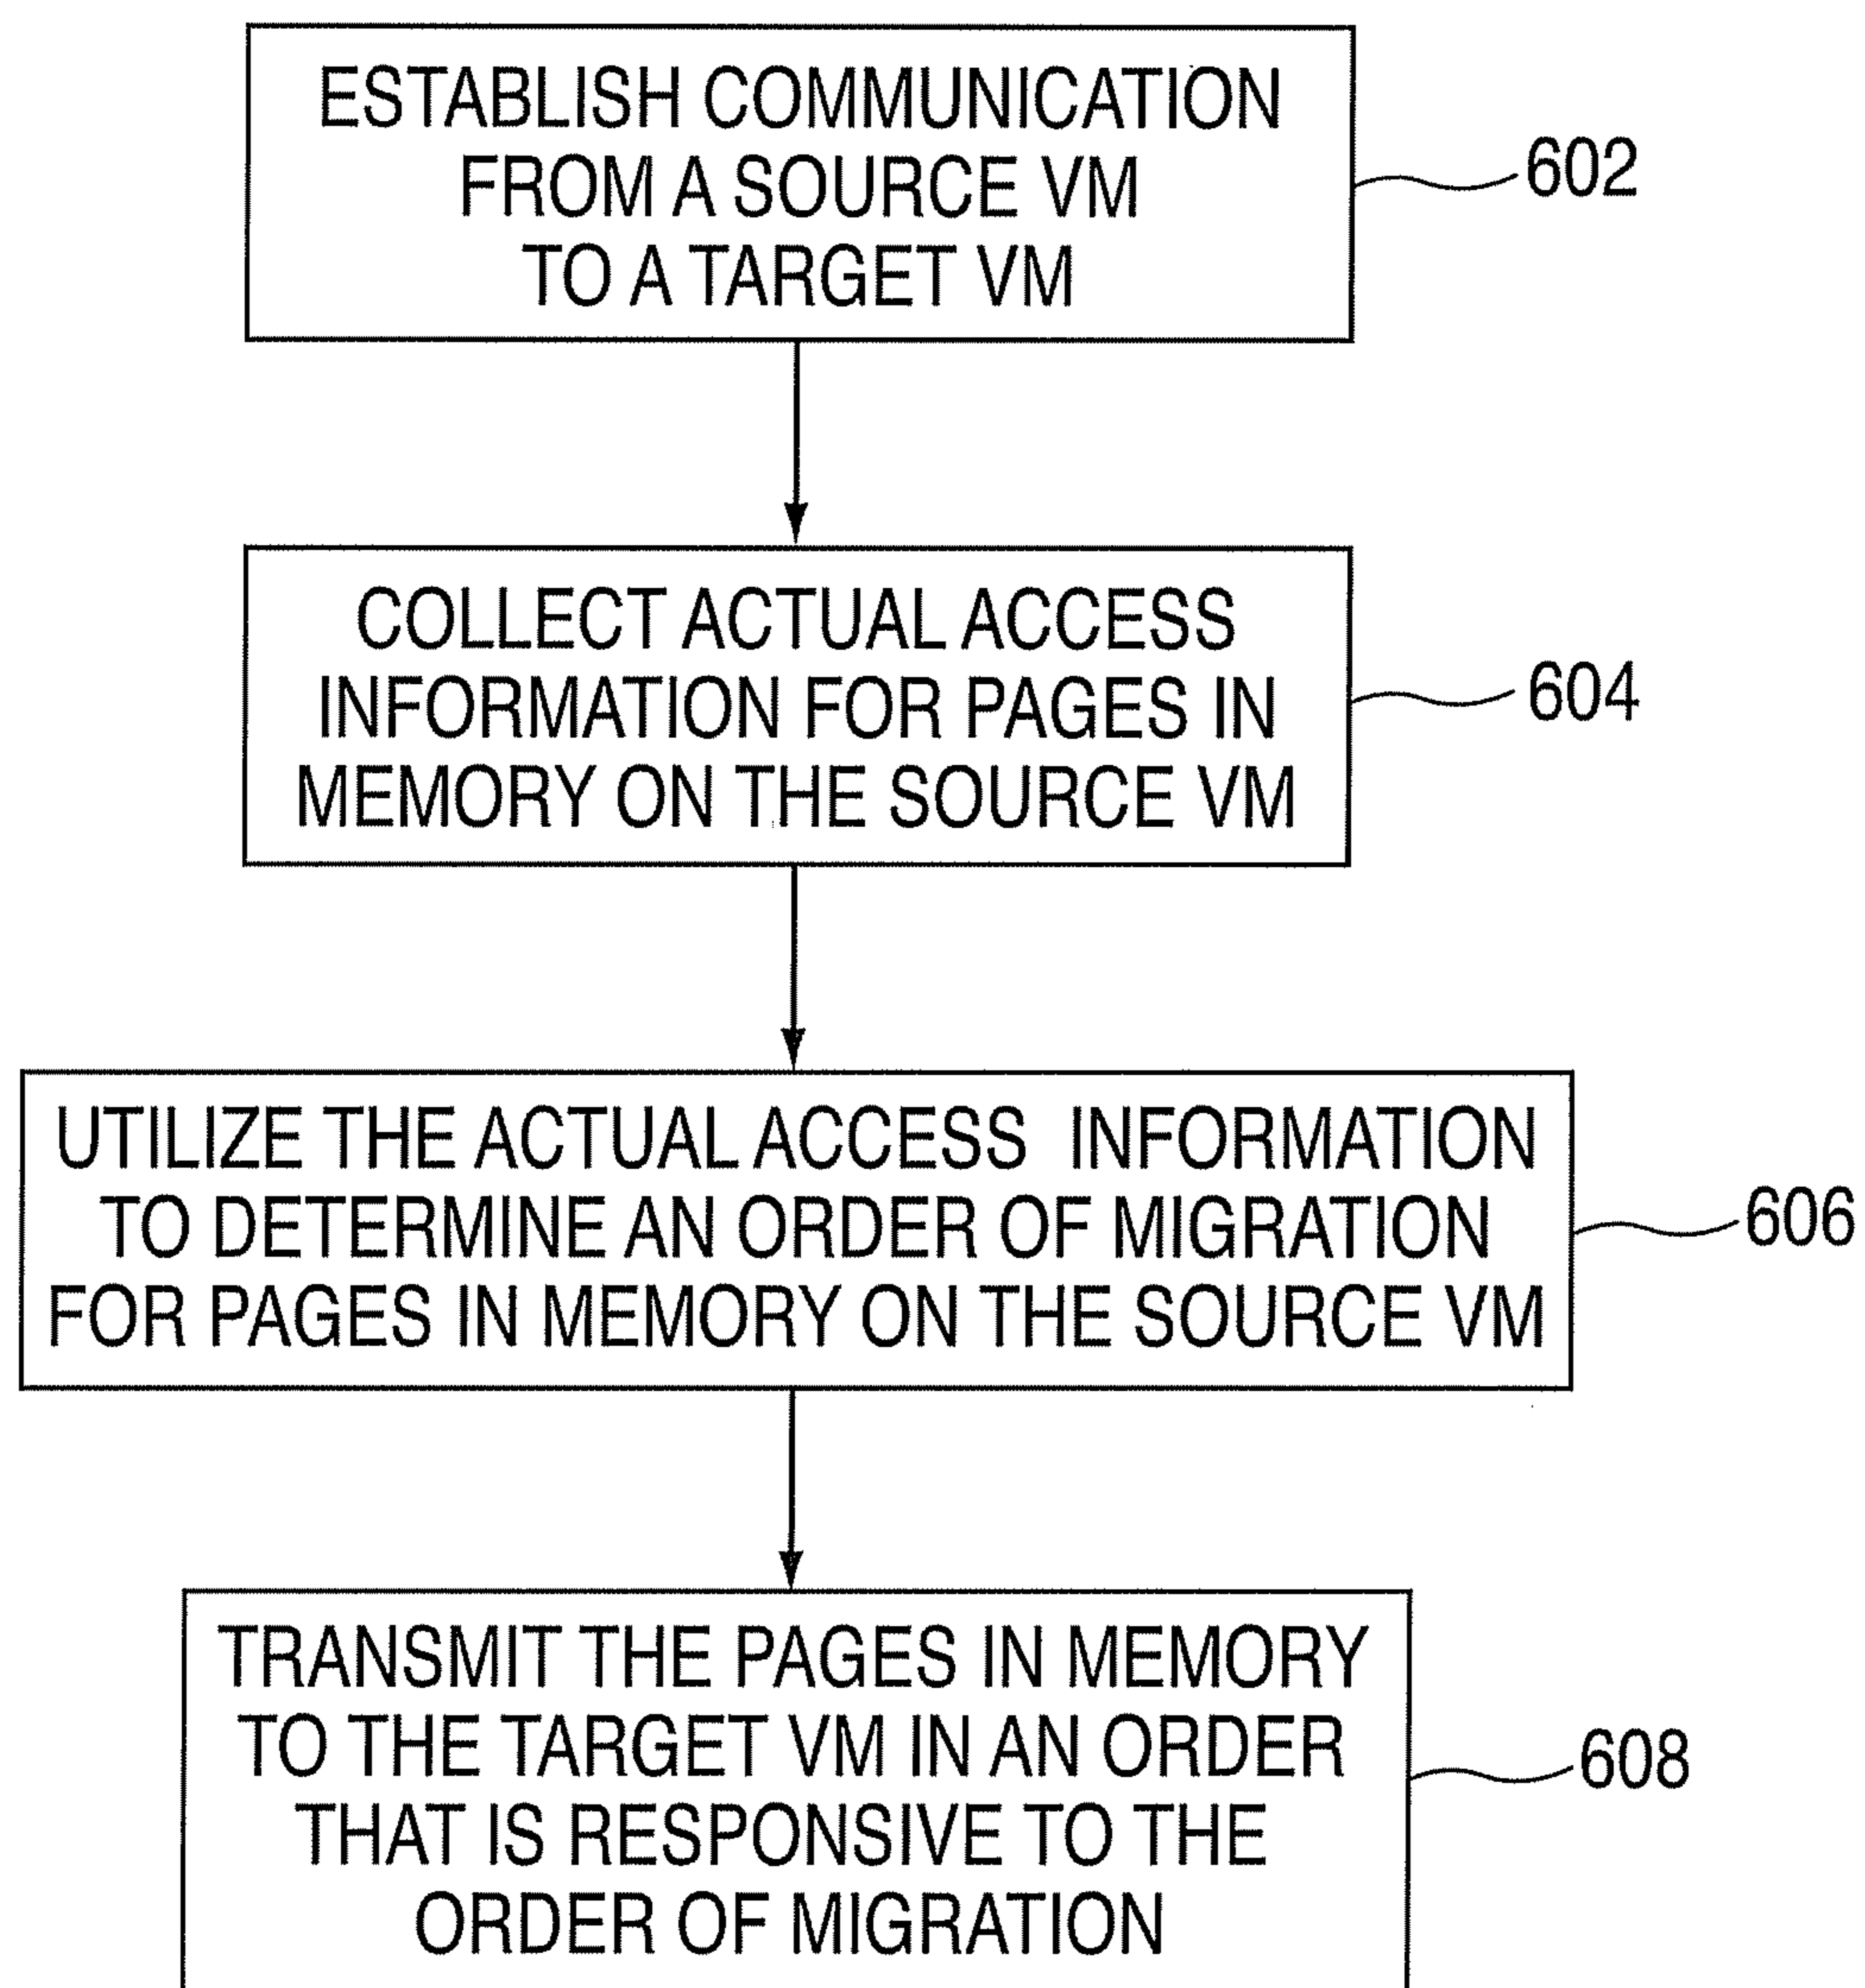 ESTABLISH COMMUNICATION
FROM A SOURCE VM
TO A TARGET VM
602
COLLECT ACTUAL ACCESS
INFORMATION FOR PAGES IN
MEMORY ON THE SOURCE VM
604
UTILIZE THE ACTUAL ACCESS INFORMATION
TO DETERMINE AN ORDER OF MIGRATION
FOR PAGES IN MEMORY ON THE SOURCE VM
606
TRANSMIT THE PAGES IN MEMORY
TO THE TARGET VM IN AN ORDER
THAT IS RESPONSIVE TO THE
ORDER OF MIGRATION
608